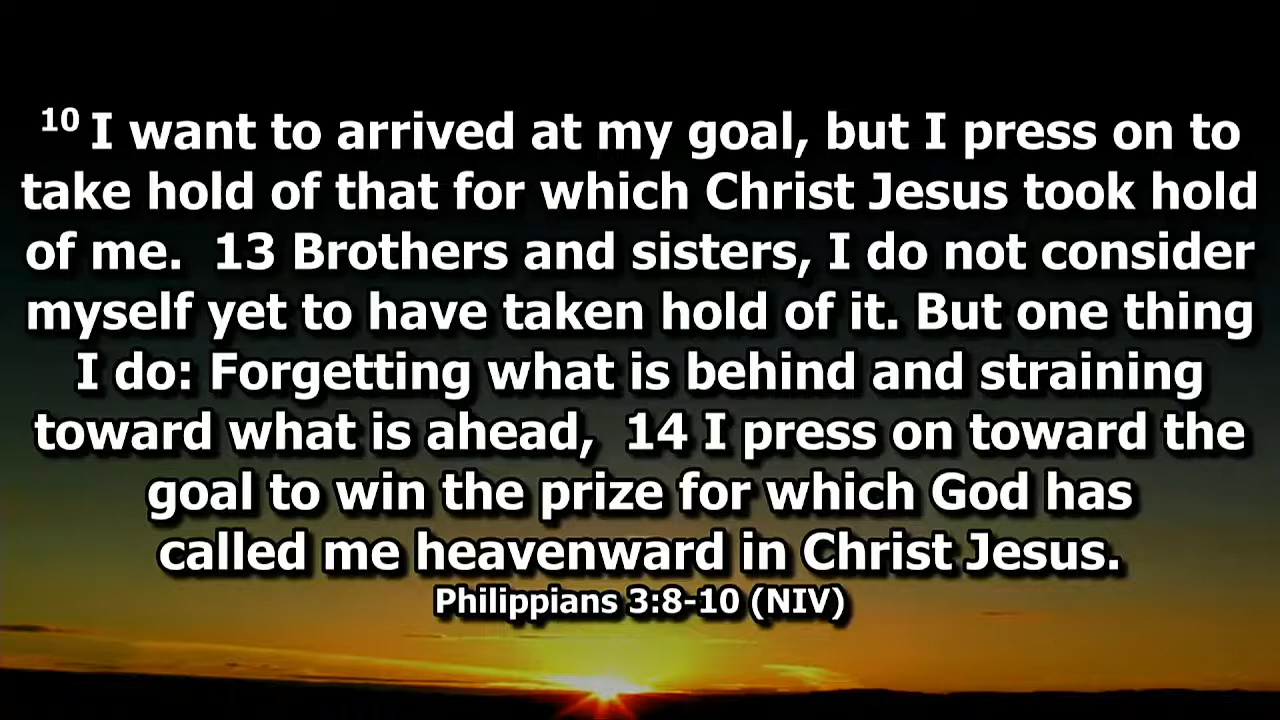 10 I want to arrived at my goal, but I press on to
take hold of that for which Christ Jesus took hold
of me. 13 Brothers and sisters, I do not consider
myself yet to have taken hold of it. But one thing
I do: Forgetting what is behind and straining
toward what is ahead, 14 I press on toward the
goal to win the prize for which God has
called me heavenward in Christ Jesus.
Philippians 3:8-10 (NIV)